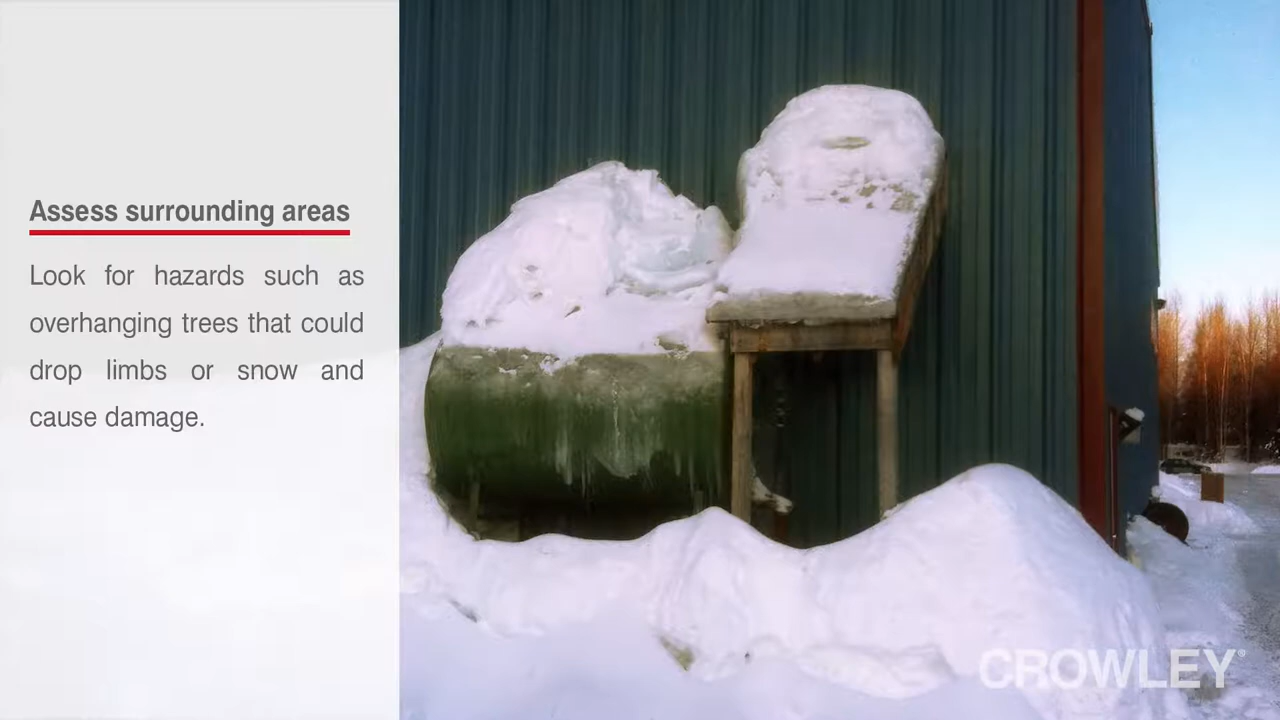 Assess surrounding areas
Look for hazards such as
overhanging trees that could
drop limbs or snow and
cause damage.
CROWLEY®